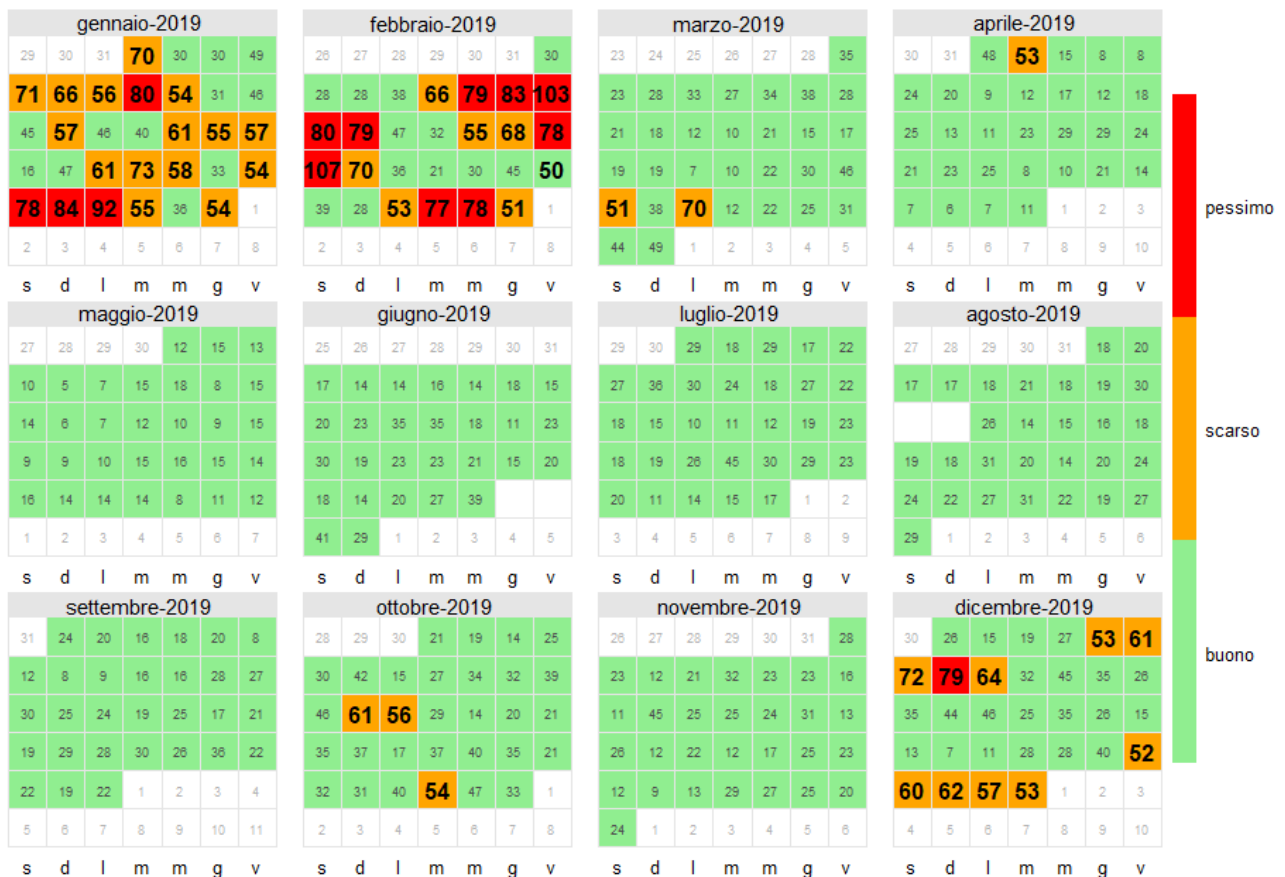 gennaio-2019 febbraio-2019 marzo-2019 aprile-2019
29 30 31 70 30 30 49 26 27 28 29 30 31 30 23 24 25 26 27 28 35 30 31 48 53 15 8 8
71 66 56 80 54 31 46 28 28 38 66 79 83 103 23 28 33 27 34 38 28 24 20 9 12 17 12 18
45 57 46 40 61 55 57 80 79 47 32 55 68 78 21 18 12 10 21 15 17 25 13 11 23 29 29 24
16 47 61 73 58 33 54 107 70 36 21 30 45 50 19 19 7 10 22 30 46 21 23 25 8 10 21 14
78 84 92 55 36 54 1 39 28 53 77 78 51 1 51 38 70 12 22 25 31 7 6 7 11 1 2 3
2 3 4 5 6 7 8 2 3 4 5 6 7 8 44 49 1 2 3 4 5 4 5 6 7 8 9 10
s d l m m g v s d l m m g v s d l m m g v s d l m m g v
maggio-2019 giugno-2019 luglio-2019 agosto-2019
27 28 29 30 12 15 13 25 26 27 28 29 30 31 29 30 29 18 29 17 22 27 28 29 30 31 18 20
10 5 7 15 18 8 15 17 14 14 16 14 18 15 27 36 30 24 18 27 22 17 17 18 21 18 19 30
14 6 7 12 10 9 15 20 23 35 35 18 11 23 18 15 10 11 12 19 23 26 14 15 16 18
9 9 10 15 16 15 14 30 19 23 23 21 15 20 18 19 26 45 30 29 23 19 18 31 20 14 20 24
16 14 14 14 8 11 12 18 14 20 27 39 20 11 14 15 17 1 2 24 22 27 31 22 19 27
1 2 3 4 5 6 7 41 29 1 2 3 4 5 3 4 5 6 7 8 9 29 1 2 3 4 5 6
s d l m m g v s d l m m g v s d l m m g v s d l m m g v
settembre-2019 ottobre-2019 novembre-2019 dicembre-2019
31 24 20 16 18 20 8 28 29 30 21 19 14 25 26 27 28 29 30 31 28 30 26 15 19 27 53 61
12 8 9 16 16 28 27 30 42 15 27 34 32 39 23 12 21 32 23 23 16 72 79 64 32 45 35 26
30 25 24 19 25 17 21 46 61 56 29 14 20 21 11 45 25 25 24 31 13 35 44 46 25 35 26 15
19 29 28 30 26 36 22 35 37 17 37 40 35 21 26 12 22 12 17 25 23 13 7 11 28 28 40 52
22 19 22 1 2 3 4 32 31 40 54 47 33 1 12 9 13 29 27 25 20 60 62 57 53 1 2 3
5 6 7 8 9 10 11 2 3 4 5 6 7 8 24 1 2 3 4 5 6 4 5 6 7 8 9 10
s d l m m g v s d l m m g v s d l m m g v s d l m m g v
pessimo
scarso
buono